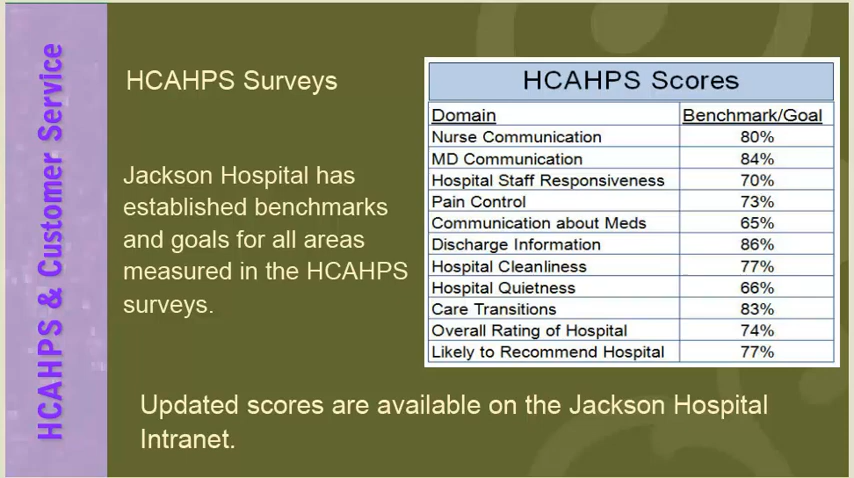 HCAHPS & Customer Service
HCAHPS Surveys
Jackson Hospital has
established benchmarks
and goals for all areas
measured in the HCAHPS
surveys.
HCAHPS Scores
Domain Benchmark/Goal
Nurse Communication 80%
MD Communication 84%
Hospital Staff Responsiveness 70%
Pain Control 73%
Communication about Meds 65%
Discharge Information 86%
Hospital Cleanliness 77%
Hospital Quietness 66%
Care Transitions 83%
Overall Rating of Hospital 74%
Likely to Recommend Hospital 77%
Updated scores are available on the Jackson Hospital
Intranet.